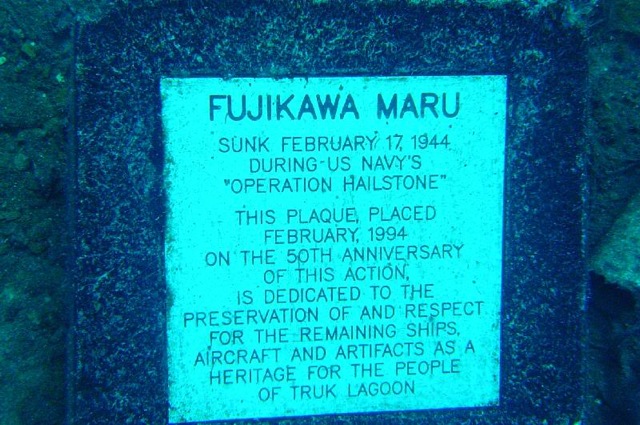 FUJIKAWA MARU
SUNK FEBRUARY 17, 1944
DURING US NAVY'S
"OPERATION HAILSTONE"
THIS PLAQUE, PLACED
FEBRUARY, 1994
ON THE 50TH ANNIVERSARY
OF THIS ACTION,
IS DEDICATED TO THE
PRESERVATION OF AND RESPECT
FOR THE REMAINING SHIPS,
AIRCRAFT AND ARTIFACTS AS A
HERITAGE FOR THE PEOPLE
OF TRUK LAGOON